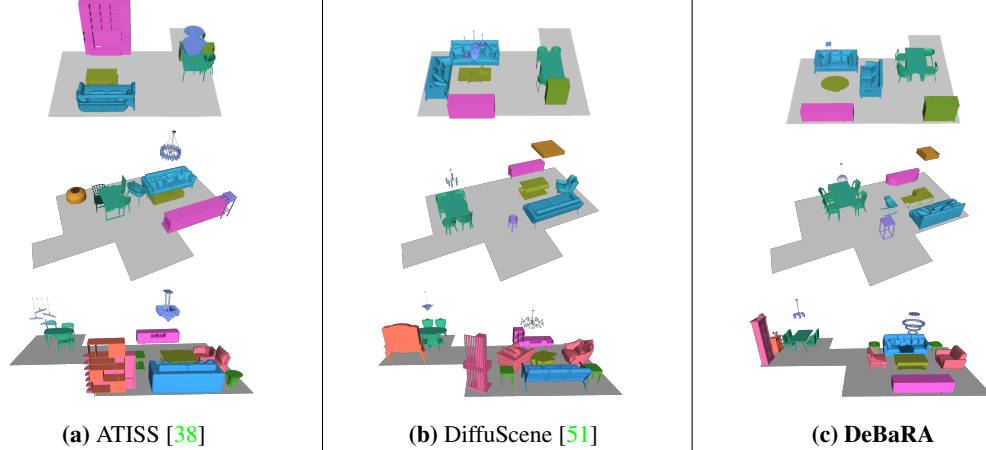 (a) ATISS [38]
(b) DiffuScene [51]
(c) DeBaRA